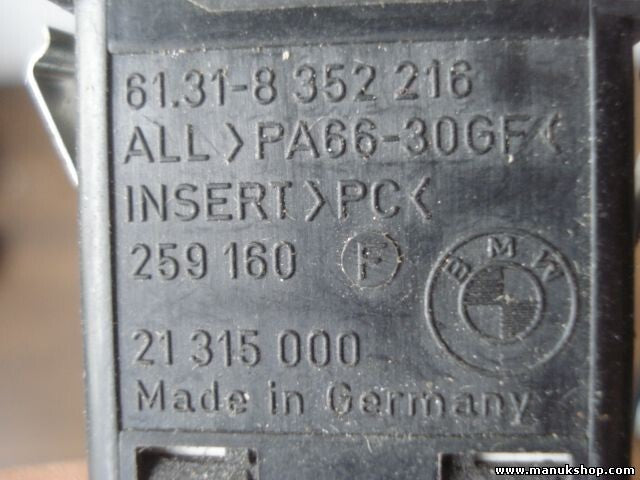 61.31-8 352 216
ALL>PA66-30GF<
INSERT>PC<
259 160 F
BMW
21 315 000
Made in Germany
www.manukshop.com